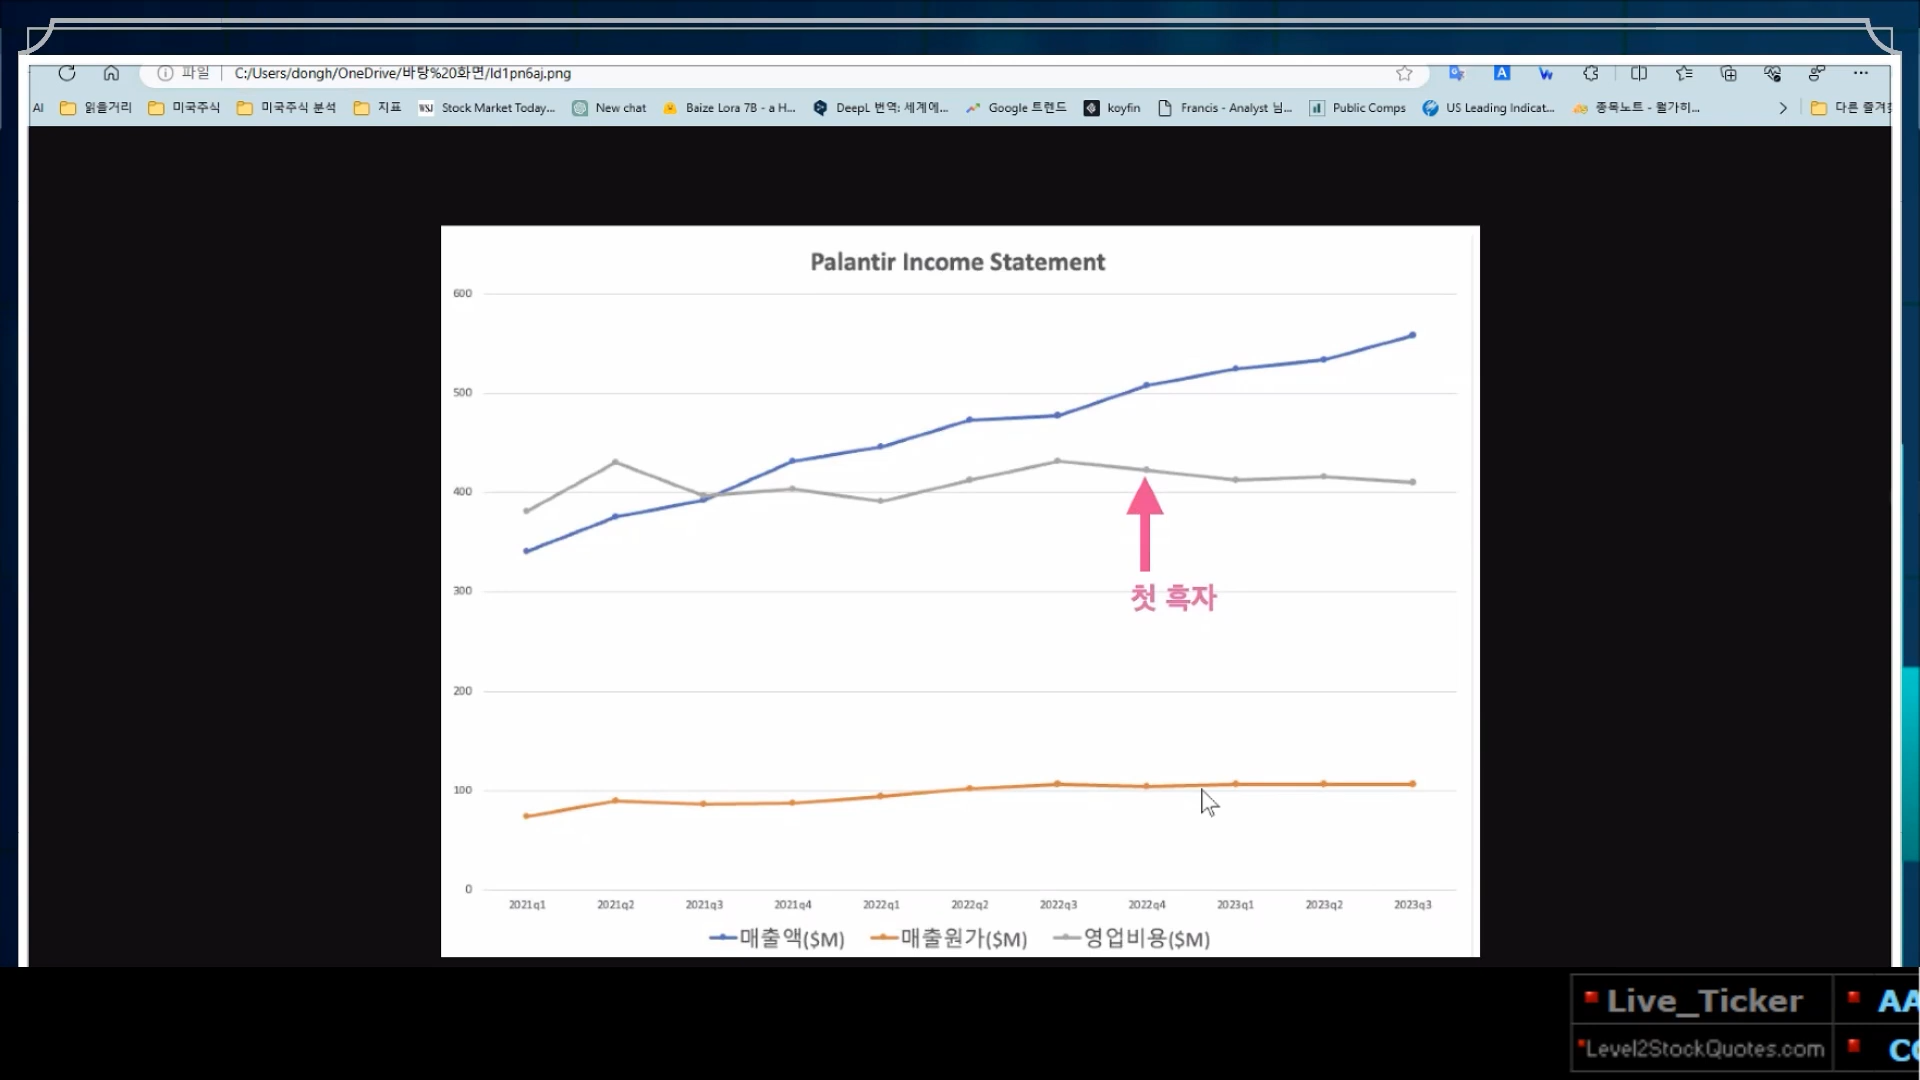 파일 C:/Users/dongh/OneDrive/바탕%20화면/ld1pn6aj.png
AI 읽을거리 미국주식 미국주식 분석 지표 WSJ Stock Market Today... New chat Baize Lora 7B - a H... DeepL 번역: 세계에... Google 트렌드 koyfin Francis - Analyst 님... Public Comps US Leading Indicat... 종목노트 - 월가히... 다른 즐겨
Palantir Income Statement
600
500
400
300
200
100
0
첫 흑자
2021q1 2021q2 2021q3 2021q4 2022q1 2022q2 2022q3 2022q4 2023q1 2023q2 2023q3
매출액($M) 매출원가($M) 영업비용($M)
Live_Ticker AA
Level2StockQuotes.com